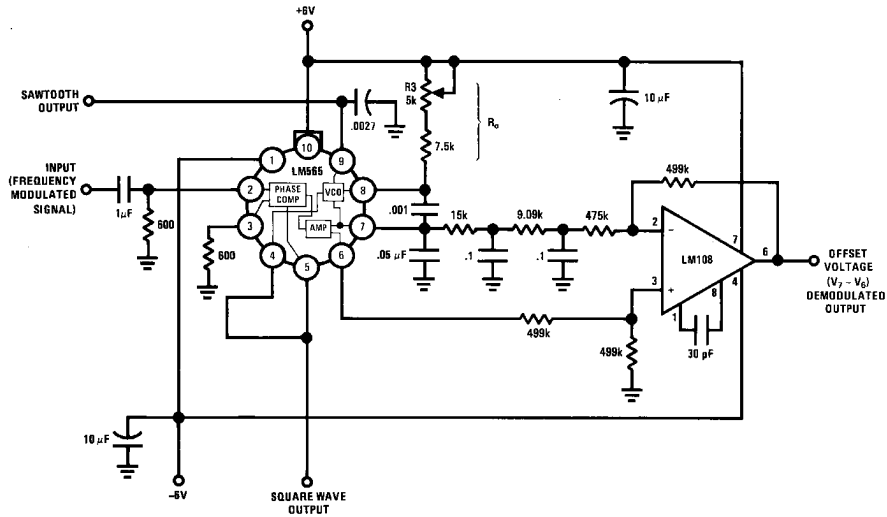 +6V
SAWTOOTH
OUTPUT
R3
5k
R₀
10 μF
.0027
7.5k
10
1
9
LM565
INPUT
(FREQUENCY
MODULATED
SIGNAL)
1μF
2
PHASE
COMP
VCO
8
499k
.001
600
3
AMP
7
15k
9.09k
475k
2
−
7
600
.05 μF
.1
.1
LM108
6
OFFSET
VOLTAGE
(V₇ – V₆)
DEMODULATED
OUTPUT
4
5
6
3
+
8
4
1
499k
30 pF
499k
10 μF
–6V
SQUARE WAVE
OUTPUT